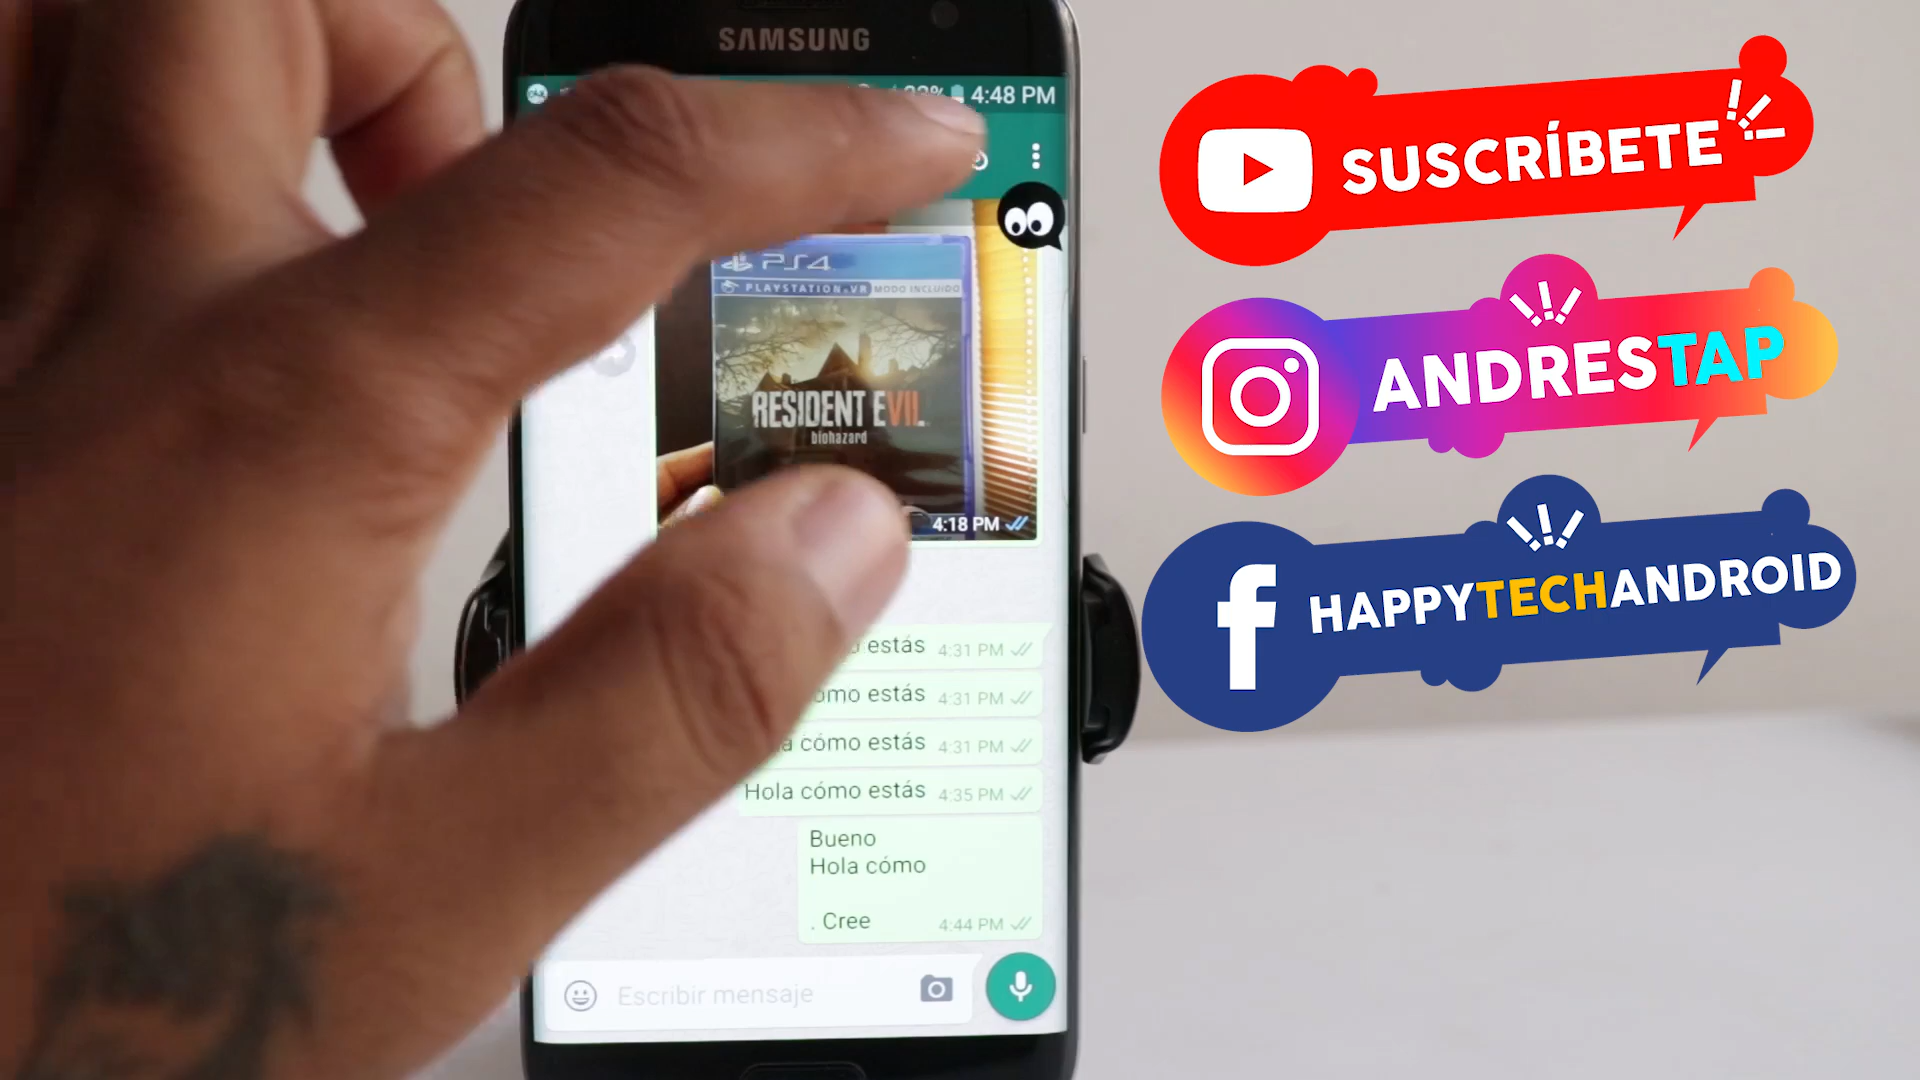 SAMSUNG
4:48 PM
PS4
PLAYSTATION VR MODO INCLUIDO
RESIDENT EVIL
biohazard
4:18 PM
estás 4:31 PM
cómo estás 4:31 PM
cómo estás 4:31 PM
Hola cómo estás 4:35 PM
Bueno
Hola cómo
. Cree 4:44 PM
Escribir mensaje
SUSCRÍBETE
ANDRESTAP
HAPPYTECHANDROID